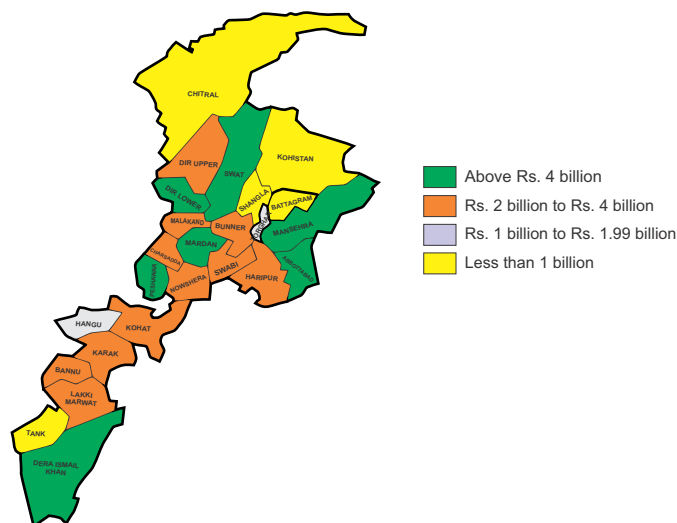 CHITRAL
DIR UPPER
KOHISTAN
SWAT
DIR LOWER
SHANGLA
BATTAGRAM
MALAKAND
BUNNER
MANSEHRA
MARDAN
CHARSADDA
ABBOTTABAD
SWABI
PESHAWAR
NOWSHERA
HARIPUR
HANGU
KOHAT
KARAK
BANNU
LAKKI
MARWAT
TANK
DERA ISMAIL
KHAN
Above Rs. 4 billion
Rs. 2 billion to Rs. 4 billion
Rs. 1 billion to Rs. 1.99 billion
Less than 1 billion